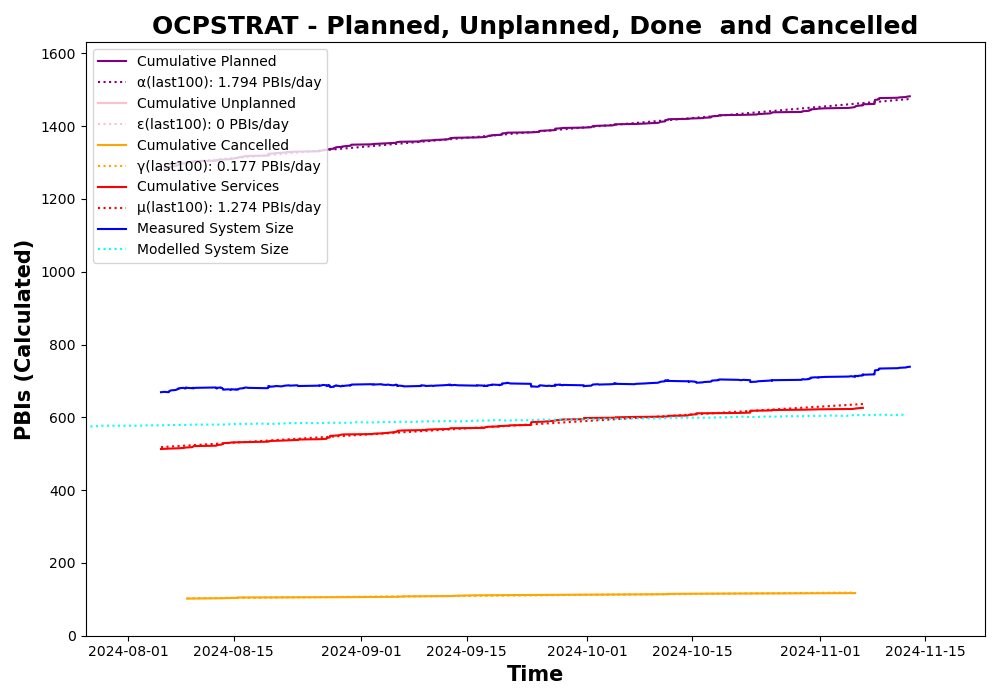 OCPSTRAT - Planned, Unplanned, Done  and Cancelled
PBIs (Calculated)
1600
1400
1200
1000
800
600
400
200
0
Cumulative Planned
α(last100): 1.794 PBIs/day
Cumulative Unplanned
ε(last100): 0 PBIs/day
Cumulative Cancelled
γ(last100): 0.177 PBIs/day
Cumulative Services
μ(last100): 1.274 PBIs/day
Measured System Size
Modelled System Size
2024-08-01 2024-08-15 2024-09-01 2024-09-15 2024-10-01 2024-10-15 2024-11-01 2024-11-15
Time